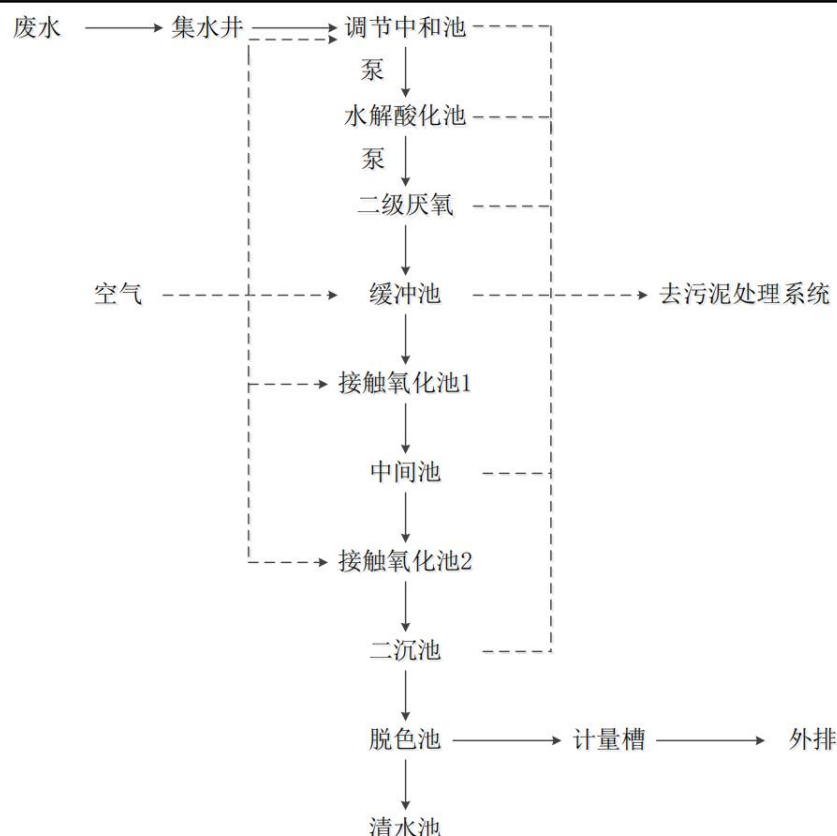 废水 集水井 调节中和池
泵
水解酸化池
泵
二级厌氧
空气 缓冲池 去污泥处理系统
接触氧化池1
中间池
接触氧化池2
二沉池
脱色池 计量槽 外排
清水池